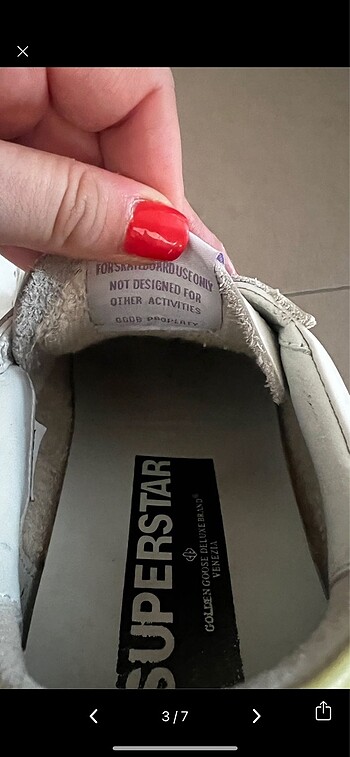 FOR SKATEBOARD USE ONLY
NOT DESIGNED FOR
OTHER ACTIVITIES
GGDB PROPERTY
SUPERSTAR
GOLDEN GOOSE DELUXE BRAND®
VENEZIA
3/7